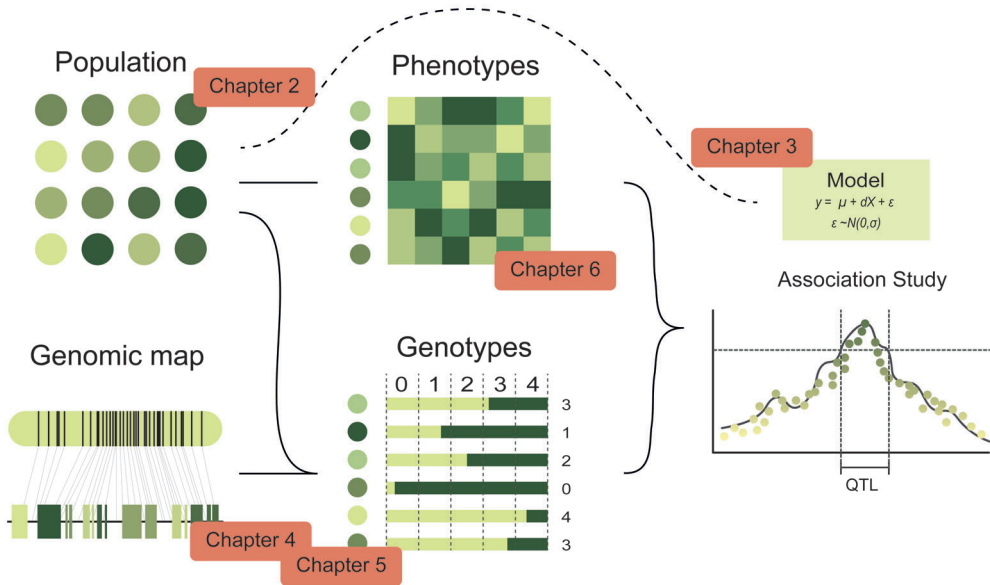 Population
Chapter 2
Phenotypes
Chapter 6
Chapter 3
Model
y = μ + dX + ε
ε ~N(0,σ)
Genomic map
Chapter 4
Chapter 5
Genotypes
0 1 2 3 4
3
1
2
0
4
3
Association Study
QTL